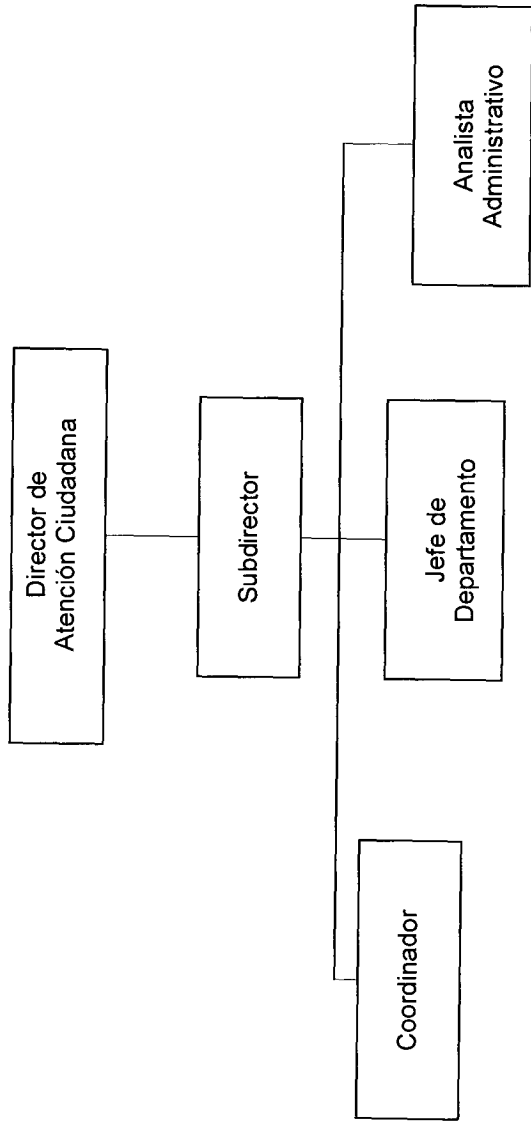 Director de
Atención Ciudadana
Subdirector
Coordinador
Jefe de
Departamento
Analista
Administrativo